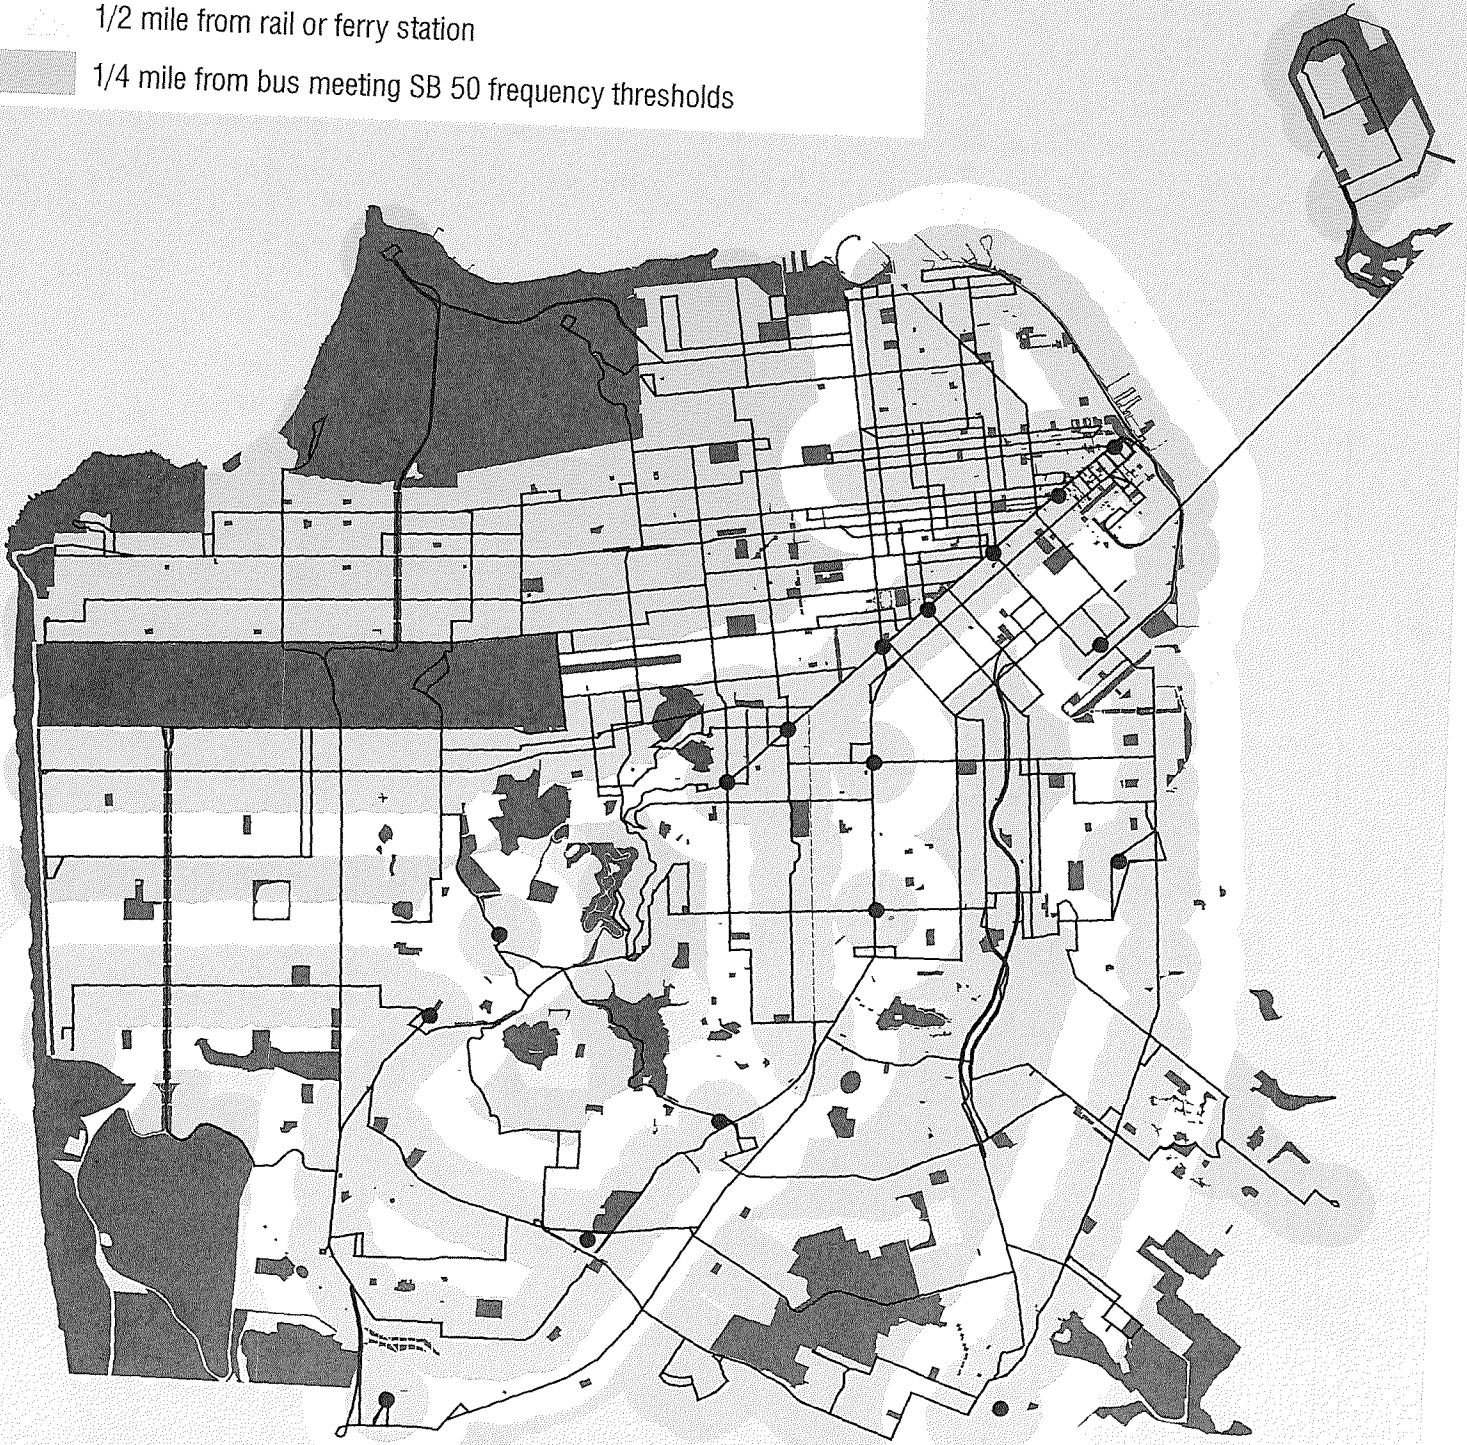 1/2 mile from rail or ferry station
1/4 mile from bus meeting SB 50 frequency thresholds